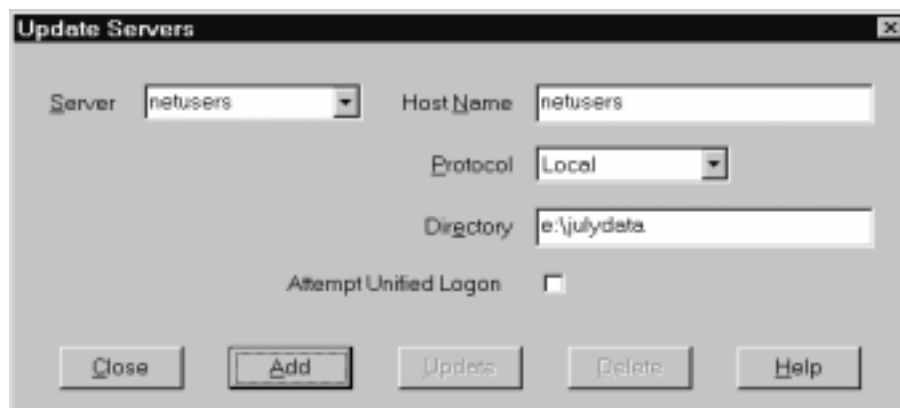 Update Servers
Server netusers Host Name netusers
Protocol Local
Directory e:\julydata
Attempt Unified Logon
Close Add Update Delete Help